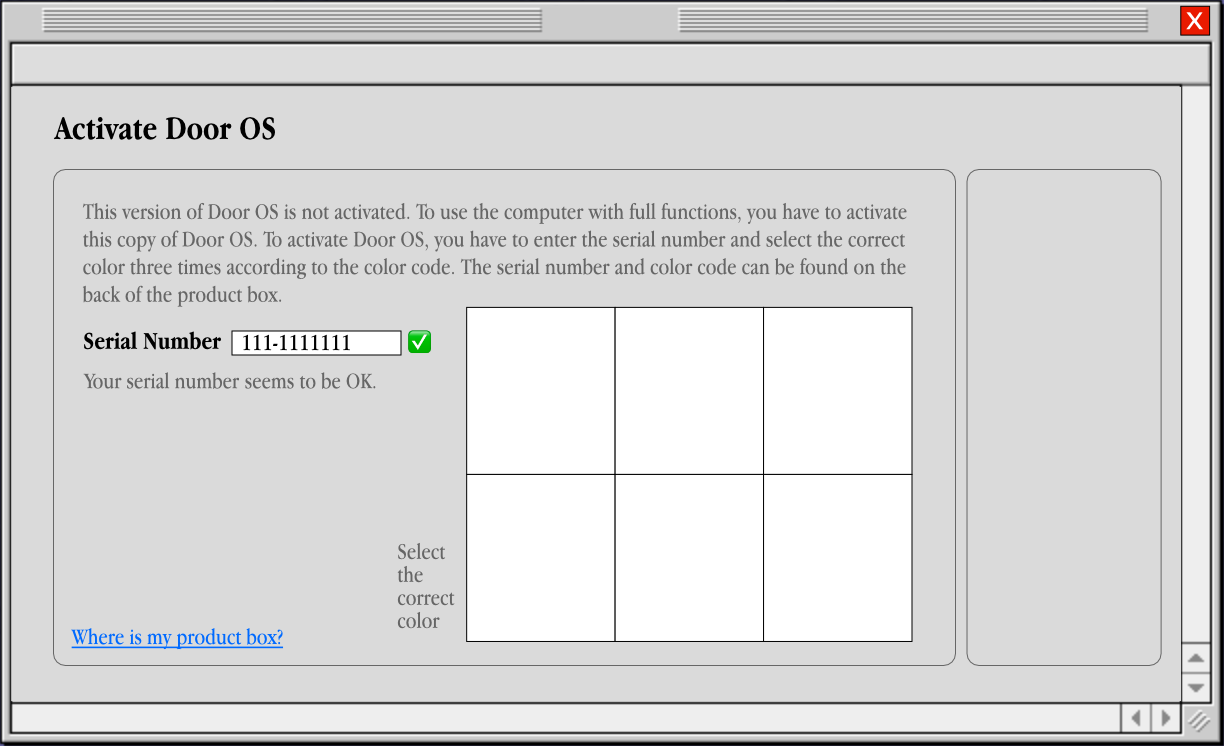 X
Activate Door OS
This version of Door OS is not activated. To use the computer with full functions, you have to activate
this copy of Door OS. To activate Door OS, you have to enter the serial number and select the correct
color three times according to the color code. The serial number and color code can be found on the
back of the product box.
Serial Number 111-1111111
Your serial number seems to be OK.
Select
the
correct
color
Where is my product box?